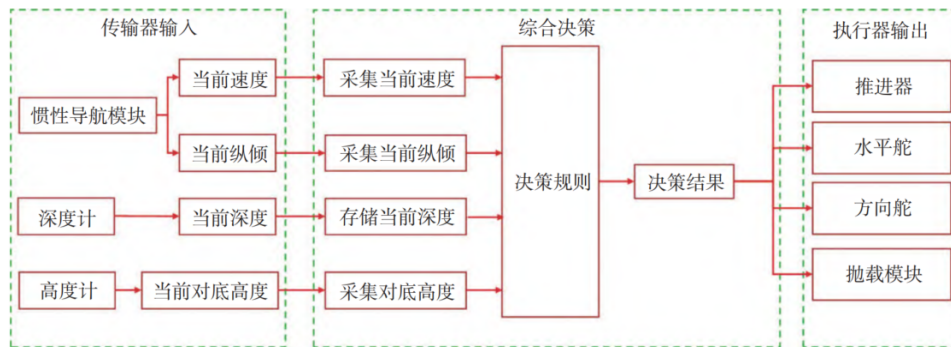 传输器输入
综合决策
执行器输出
惯性导航模块
当前速度
采集当前速度
当前纵倾
采集当前纵倾
深度计
当前深度
存储当前深度
高度计
当前对底高度
采集对底高度
决策规则
决策结果
推进器
水平舵
方向舵
抛载模块